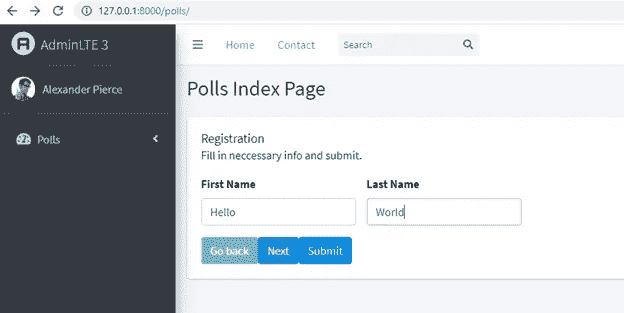 127.0.0.1:8000/polls/
AdminLTE 3
Home Contact Search
Alexander Pierce
Polls Index Page
Polls
Registration
Fill in neccessary info and submit.
First Name Last Name
Hello World
Go back Next Submit